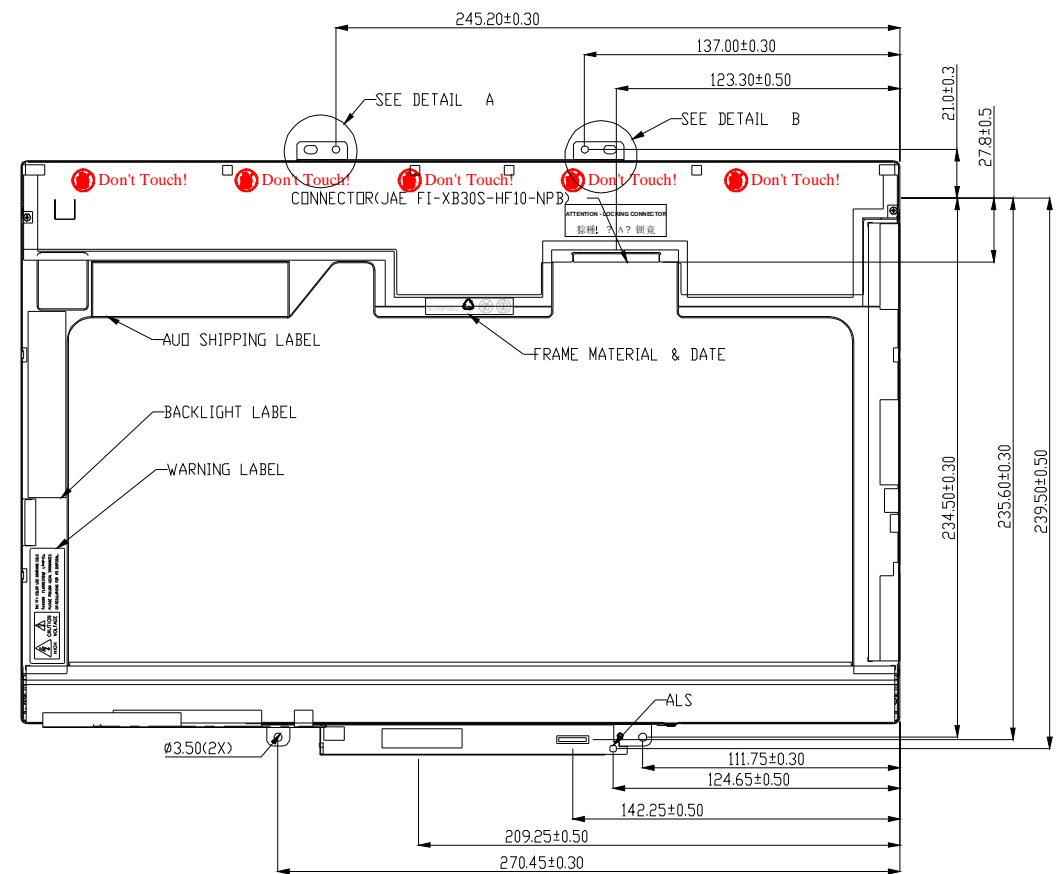 245.20±0.30
137.00±0.30
123.30±0.50
21.0±0.3
27.8±0.5
SEE DETAIL A
SEE DETAIL B
Don't Touch! Don't Touch! Don't Touch! Don't Touch! Don't Touch!
CONNECTOR(JAE FI-XB30S-HF10-NPB)
ATTENTION - LOCKING CONNECTOR
? A?
AUO SHIPPING LABEL
FRAME MATERIAL & DATE
BACKLIGHT LABEL
WARNING LABEL
234.50±0.30
235.60±0.30
239.50±0.50
CAUTION
HIGH VOLTAGE
ALS
ø3.50(2X)
111.75±0.30
124.65±0.50
142.25±0.50
209.25±0.50
270.45±0.30